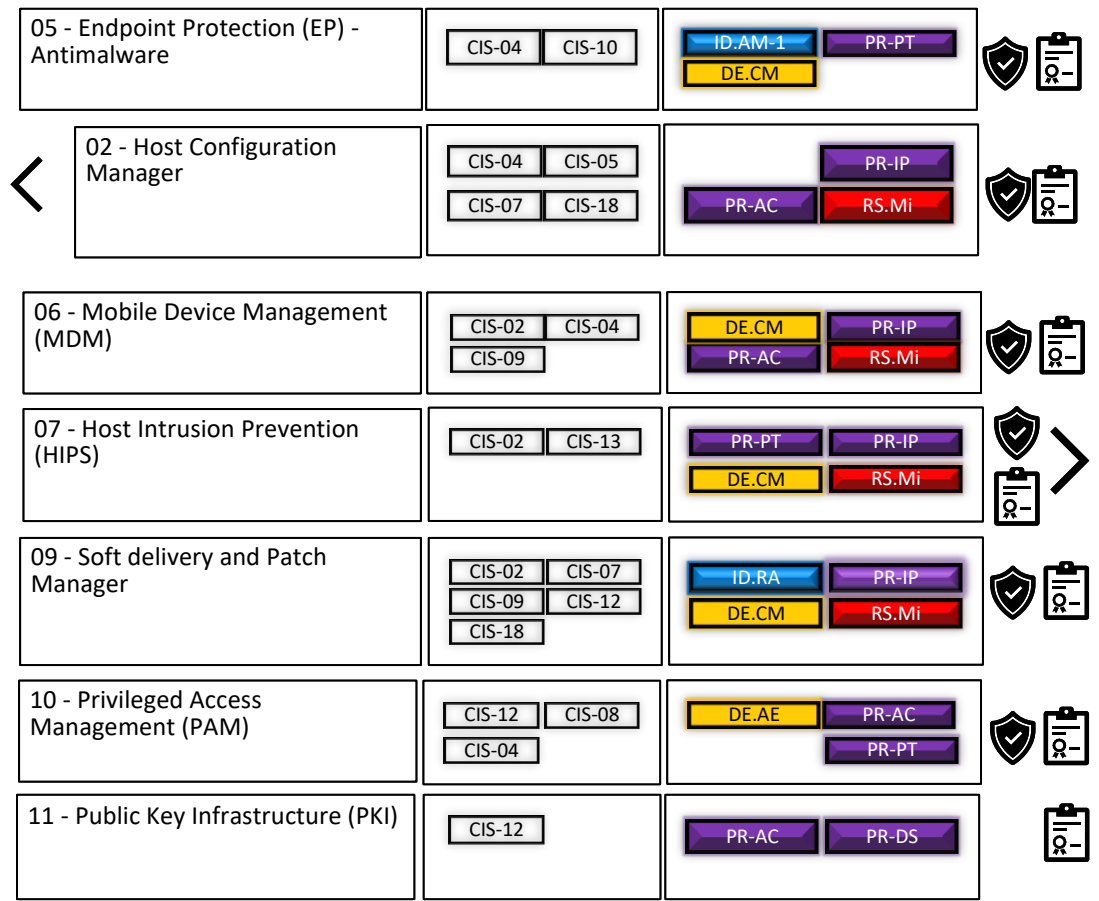 05 - Endpoint Protection (EP) -
Antimalware
CIS-04 CIS-10
ID.AM-1 PR-PT
DE.CM
02 - Host Configuration
Manager
CIS-04 CIS-05
CIS-07 CIS-18
PR-IP
PR-AC RS.Mi
06 - Mobile Device Management
(MDM)
CIS-02 CIS-04
CIS-09
DE.CM PR-IP
PR-AC RS.Mi
07 - Host Intrusion Prevention
(HIPS)
CIS-02 CIS-13
PR-PT PR-IP
DE.CM RS.Mi
09 - Soft delivery and Patch
Manager
CIS-02 CIS-07
CIS-09 CIS-12
CIS-18
ID.RA PR-IP
DE.CM RS.Mi
10 - Privileged Access
Management (PAM)
CIS-12 CIS-08
CIS-04
DE.AE PR-AC
PR-PT
11 - Public Key Infrastructure (PKI)
CIS-12
PR-AC PR-DS